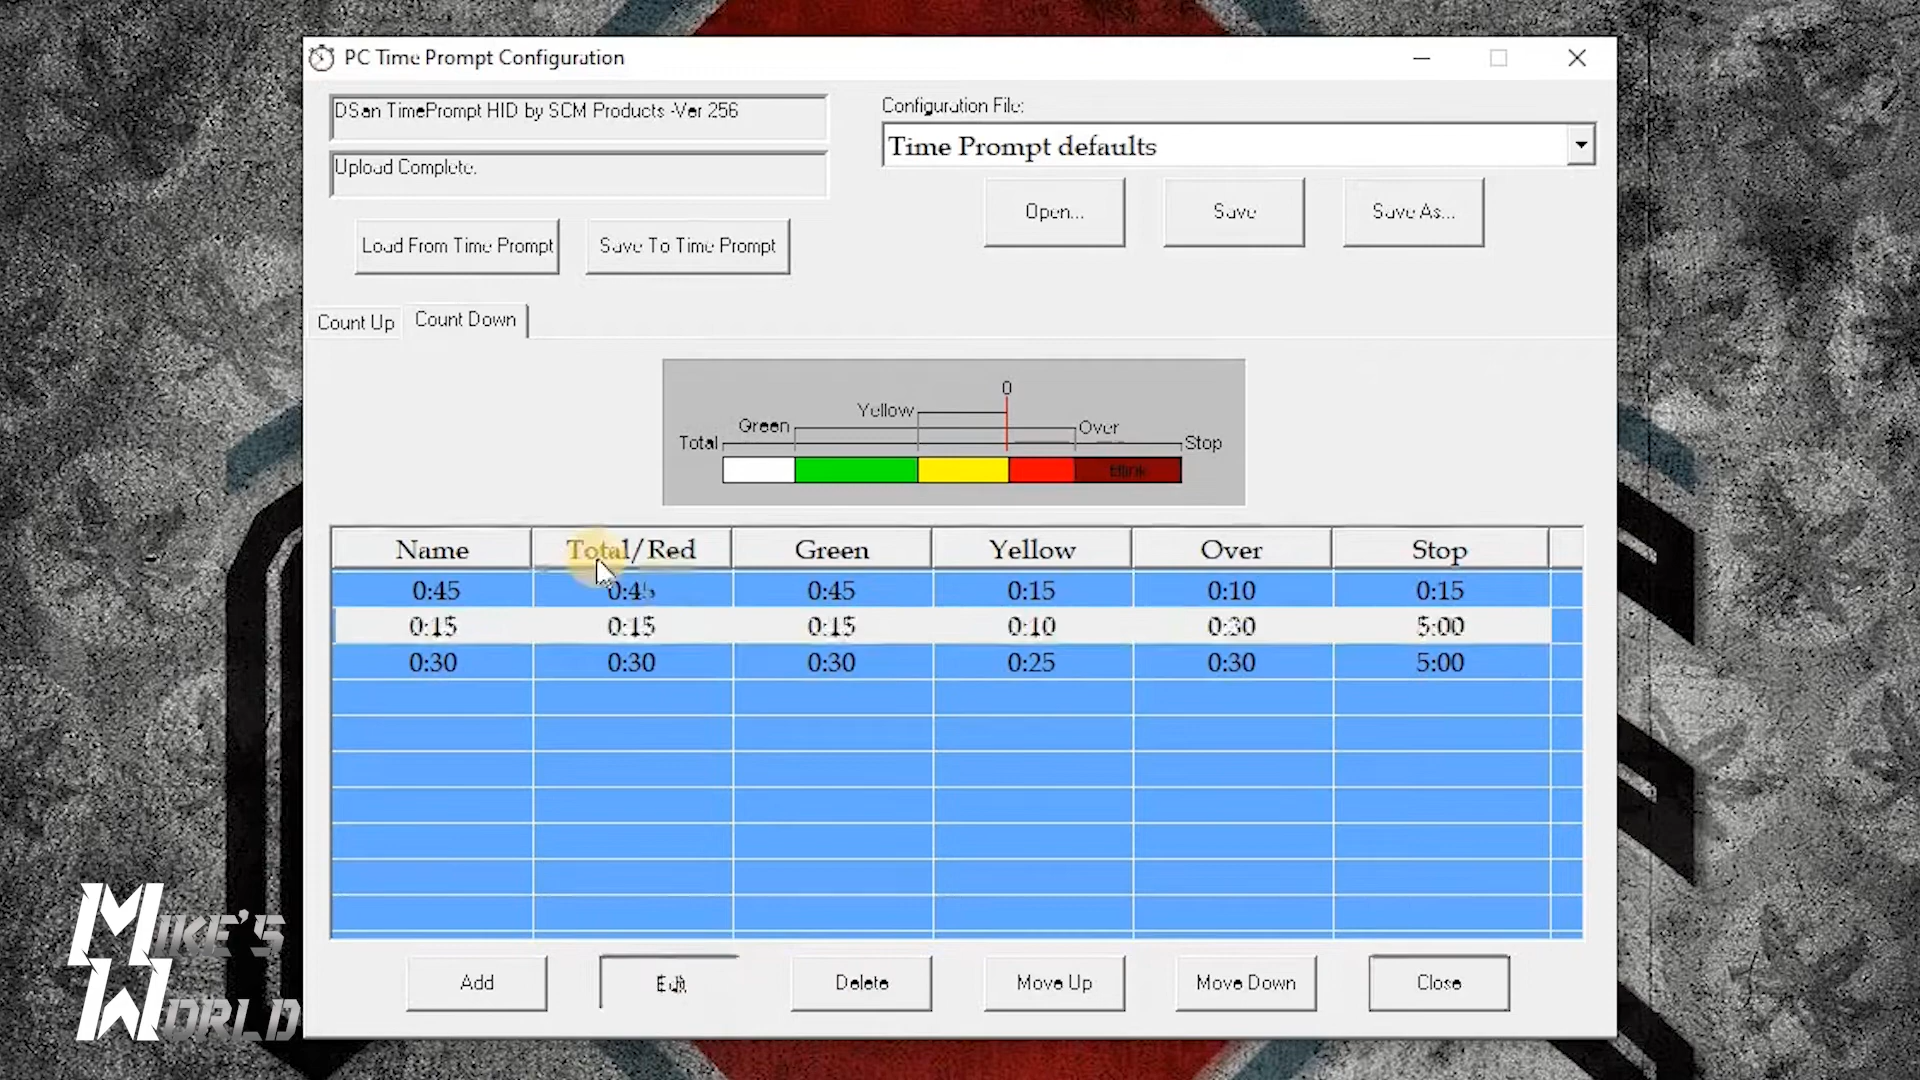 PC Time Prompt Configuration
DSan TimePrompt HID by SCM Products -Ver 256
Upload Complete.
Load From Time Prompt
Save To Time Prompt
Configuration File:
Time Prompt defaults
Open...
Save
Save As...
Count Up
Count Down
0
Yellow
Green
Over
Total
Stop
Blink
Name Total/Red Green Yellow Over Stop
0:45 0:45 0:45 0:15 0:10 0:15
0:15 0:15 0:15 0:10 0:30 5:00
0:30 0:30 0:30 0:25 0:30 5:00
Add
Edit
Delete
Move Up
Move Down
Close
MIKE'S
WORLD